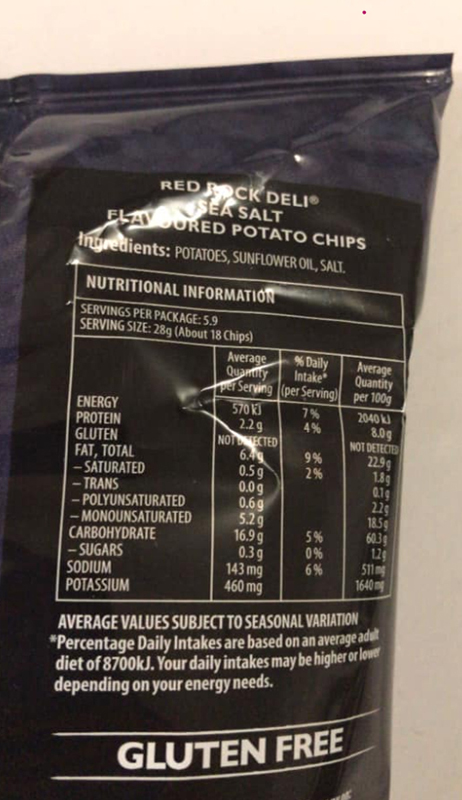 RED ROCK DELI®
SEA SALT
FLAVOURED POTATO CHIPS
Ingredients: POTATOES, SUNFLOWER OIL, SALT.
NUTRITIONAL INFORMATION
SERVINGS PER PACKAGE: 5.9
SERVING SIZE: 28g (About 18 Chips)
Average Quantity per Serving % Daily Intake* (per Serving) Average Quantity per 100g
ENERGY 570 kJ 7% 2040 kJ
PROTEIN 2.2 g 4% 8.0 g
GLUTEN NOT DETECTED NOT DETECTED
FAT, TOTAL 6.4 g 9% 22.9 g
– SATURATED 0.5 g 2% 1.8 g
– TRANS 0.0 g 0.1 g
– POLYUNSATURATED 0.6 g 2.2 g
– MONOUNSATURATED 5.2 g 18.5 g
CARBOHYDRATE 16.9 g 5% 60.3 g
– SUGARS 0.3 g 0% 1.2 g
SODIUM 143 mg 6% 511 mg
POTASSIUM 460 mg 1640 mg
AVERAGE VALUES SUBJECT TO SEASONAL VARIATION
*Percentage Daily Intakes are based on an average adult
diet of 8700kJ. Your daily intakes may be higher or lower
depending on your energy needs.
GLUTEN FREE